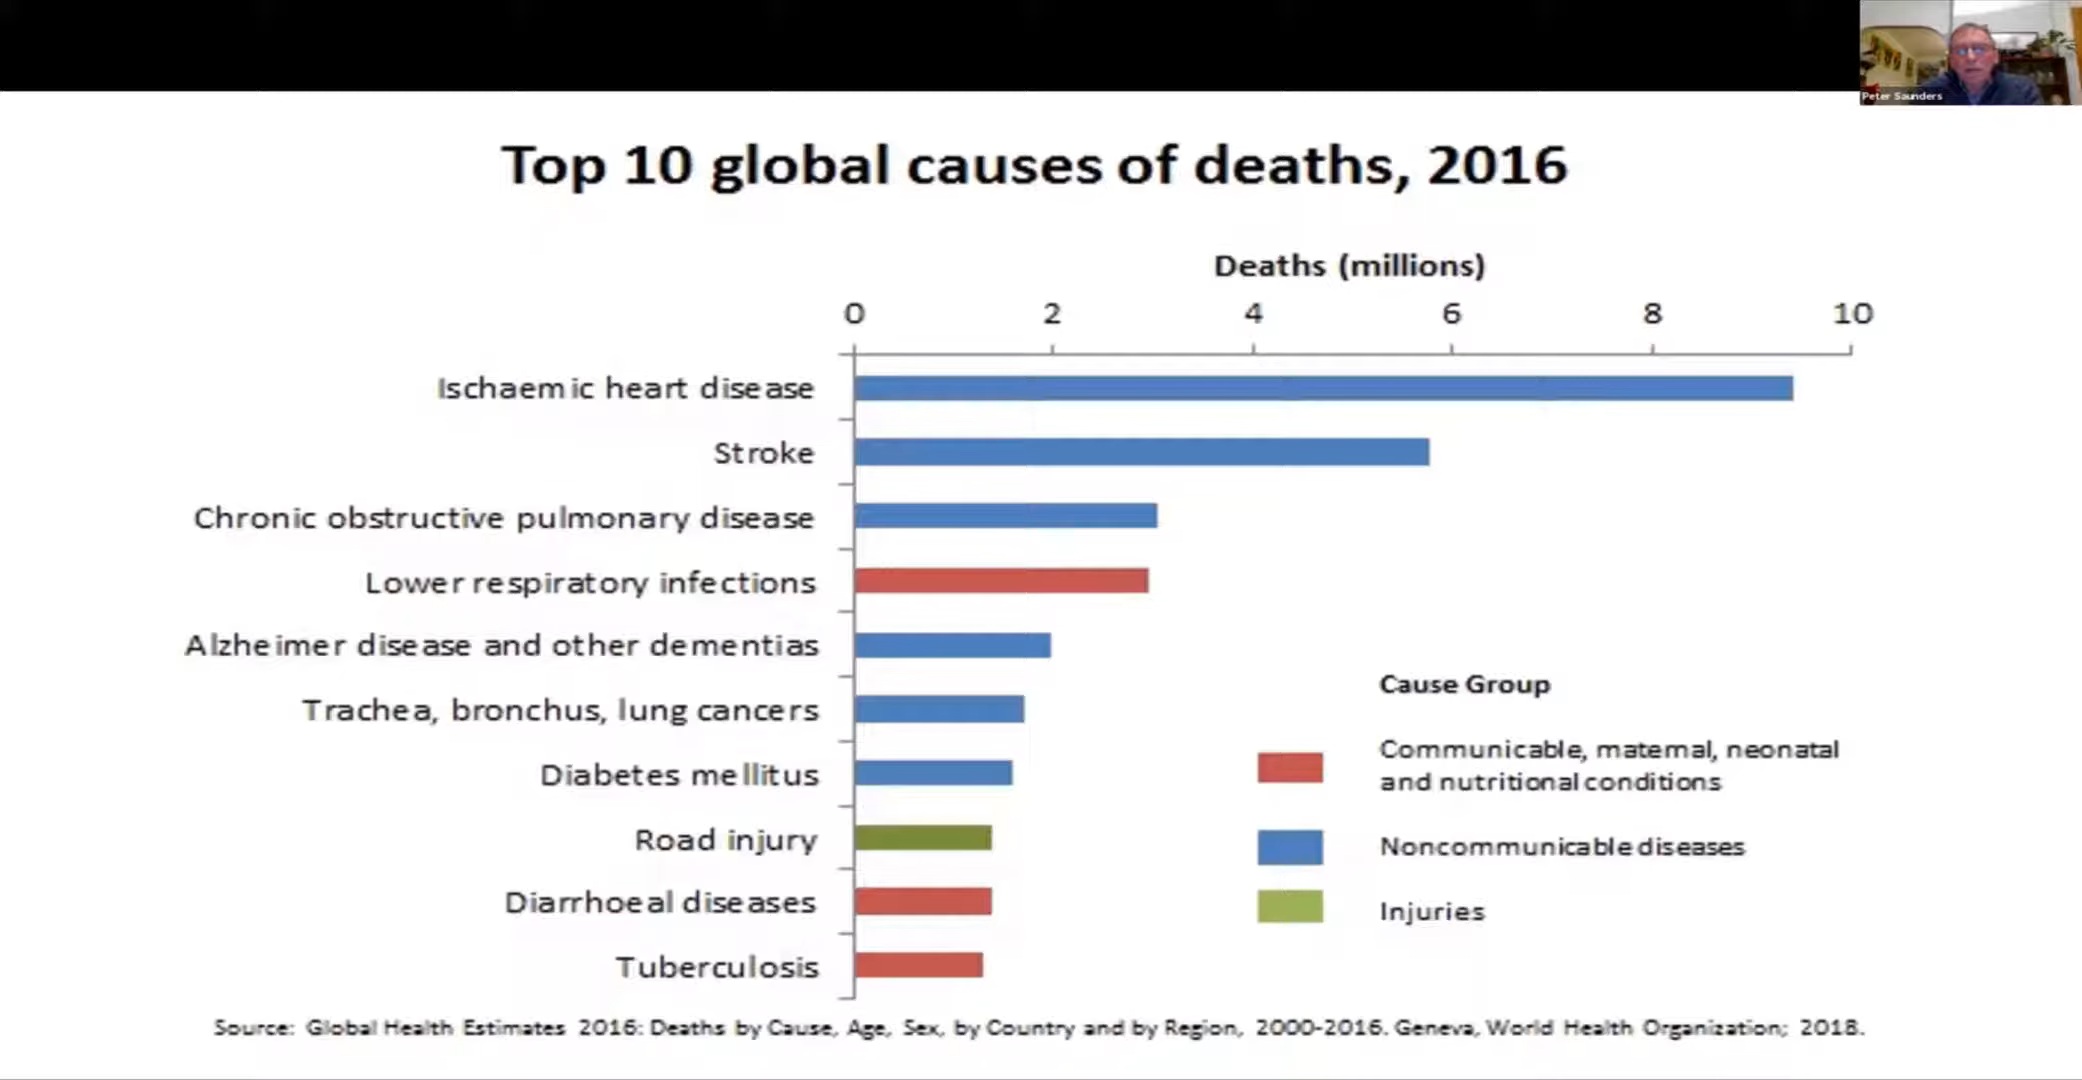 Peter Saunders
Top 10 global causes of deaths, 2016
Deaths (millions)
0 2 4 6 8 10
Ischaemic heart disease
Stroke
Chronic obstructive pulmonary disease
Lower respiratory infections
Alzheimer disease and other dementias
Trachea, bronchus, lung cancers
Diabetes mellitus
Road injury
Diarrhoeal diseases
Tuberculosis
Cause Group
Communicable, maternal, neonatal
and nutritional conditions
Noncommunicable diseases
Injuries
Source: Global Health Estimates 2016: Deaths by Cause, Age, Sex, by Country and by Region, 2000-2016. Geneva, World Health Organization; 2018.